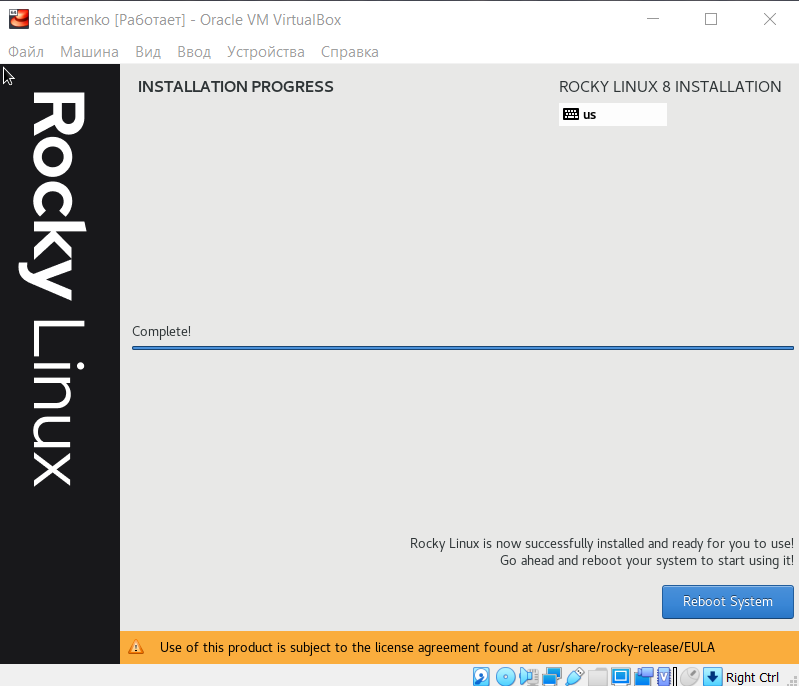 adtitarenko [Работает] - Oracle VM VirtualBox
Файл Машина Вид Ввод Устройства Справка
Rocky Linux
INSTALLATION PROGRESS
ROCKY LINUX 8 INSTALLATION
us
Complete!
Rocky Linux is now successfully installed and ready for you to use!
Go ahead and reboot your system to start using it!
Reboot System
Use of this product is subject to the license agreement found at /usr/share/rocky-release/EULA
Right Ctrl